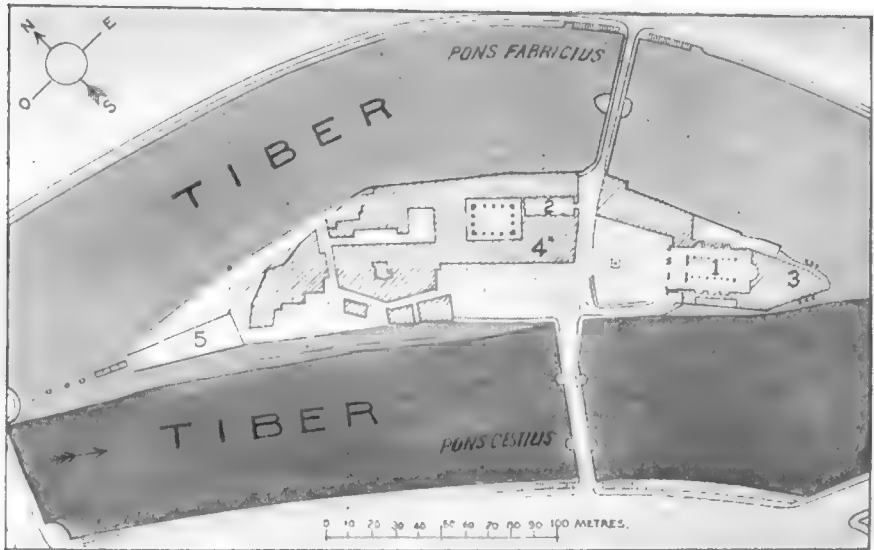 N E
O S
PONS FABRICIUS
TIBER
2
4
1
3
5
TIBER
PONS CESTIUS
0 10 20 30 40 50 60 70 80 90 100 METRES.